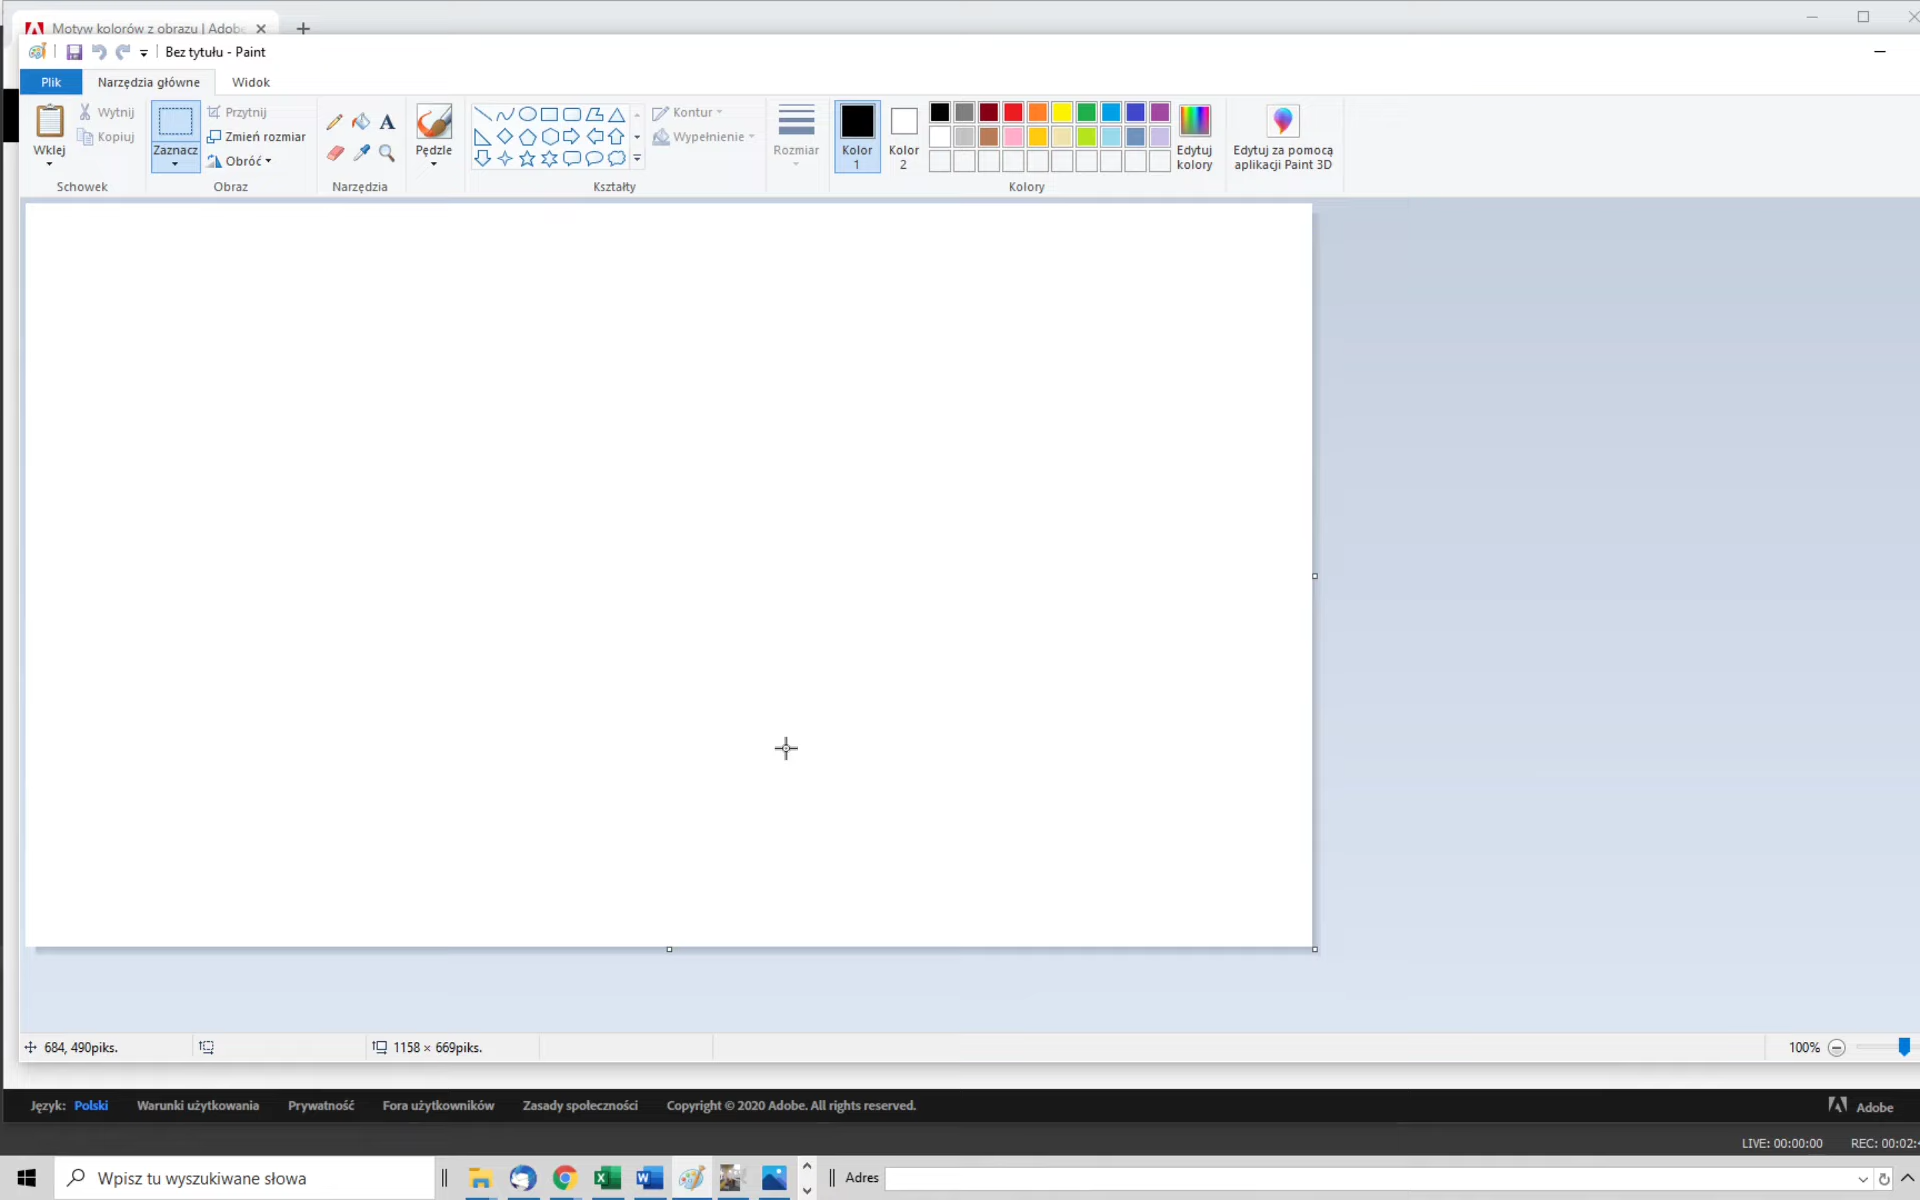 Motyw kolorów z obrazu | Adob
Bez tytułu - Paint
Plik
Narzędzia główne
Widok
Wklej
Wytnij
Kopiuj
Schowek
Zaznacz
Przytnij
Zmień rozmiar
Obróć
Obraz
A
Narzędzia
Pędzle
Kształty
Kontur
Wypełnienie
Rozmiar
Kolor
1
Kolor
2
Kolory
Edytuj
kolory
Edytuj za pomocą
aplikacji Paint 3D
684, 490piks.
1158 × 669piks.
100%
Język: Polski Warunki użytkowania Prywatność Fora użytkowników Zasady społeczności Copyright © 2020 Adobe. All rights reserved.
Adobe
LIVE: 00:00:00 REC: 00:02:
Wpisz tu wyszukiwane słowa
Adres